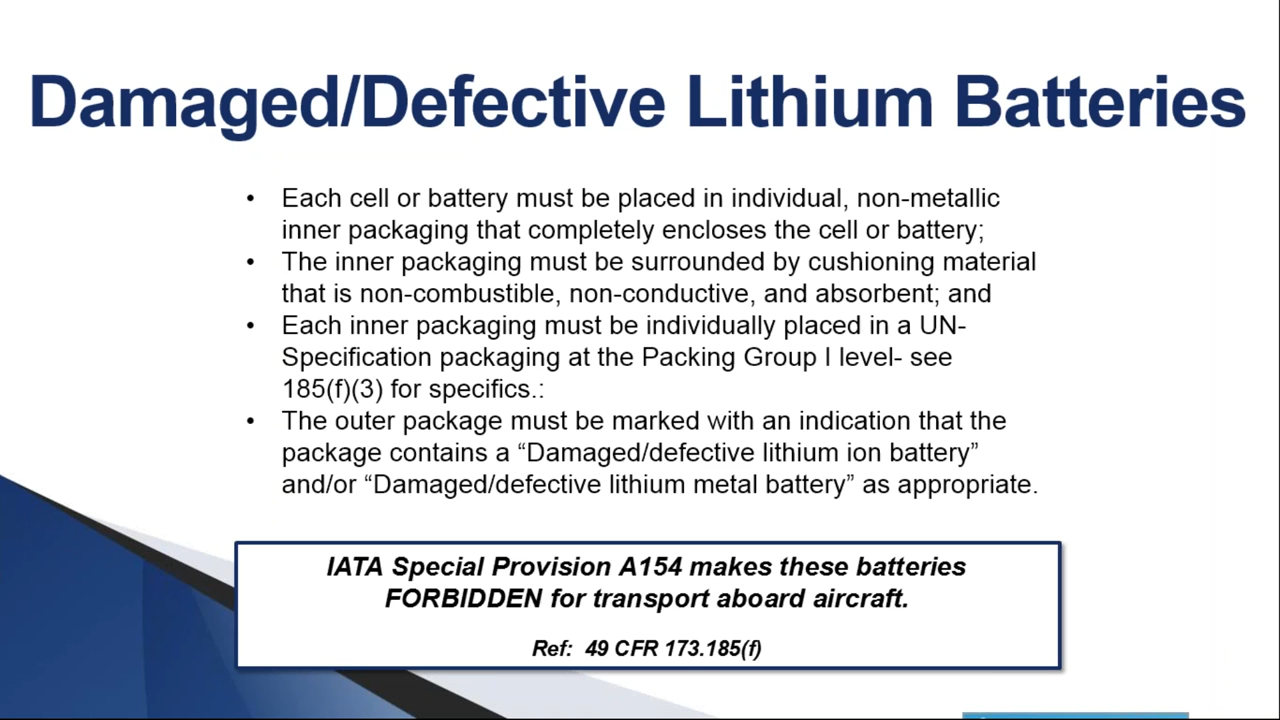 Damaged/Defective Lithium Batteries
• Each cell or battery must be placed in individual, non-metallic
inner packaging that completely encloses the cell or battery;
• The inner packaging must be surrounded by cushioning material
that is non-combustible, non-conductive, and absorbent; and
• Each inner packaging must be individually placed in a UN-
Specification packaging at the Packing Group I level- see
185(f)(3) for specifics.:
• The outer package must be marked with an indication that the
package contains a “Damaged/defective lithium ion battery”
and/or “Damaged/defective lithium metal battery” as appropriate.
IATA Special Provision A154 makes these batteries
FORBIDDEN for transport aboard aircraft.
Ref: 49 CFR 173.185(f)